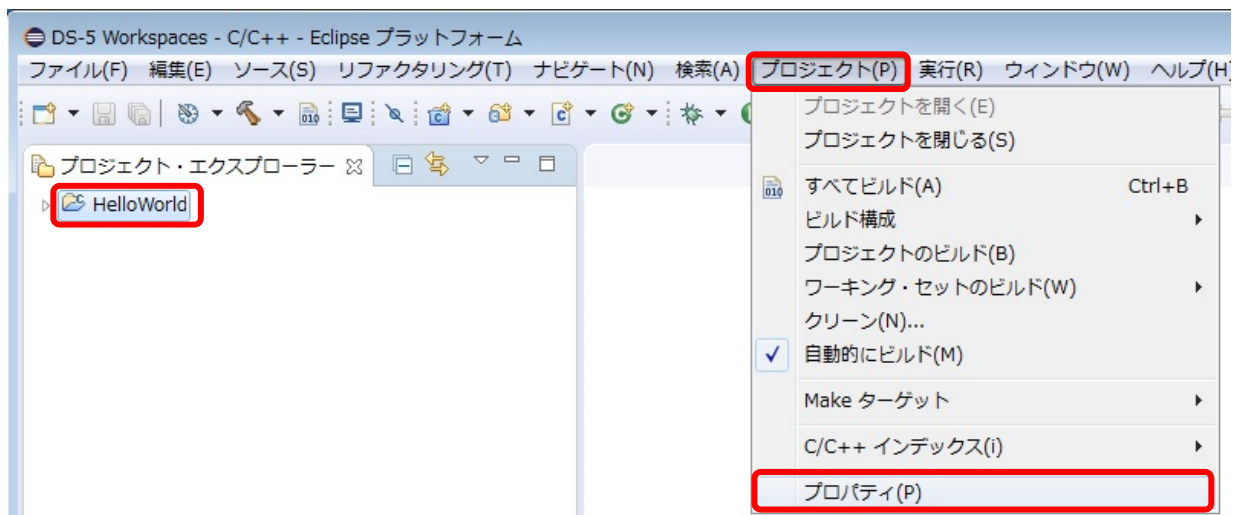 DS-5 Workspaces - C/C++ - Eclipse プラットフォーム
ファイル(F) 編集(E) ソース(S) リファクタリング(T) ナビゲート(N) 検索(A) プロジェクト(P) 実行(R) ウィンドウ(W) ヘルプ(H
プロジェクト・エクスプローラー
HelloWorld
プロジェクトを開く(E)
プロジェクトを閉じる(S)
すべてビルド(A) Ctrl+B
ビルド構成
プロジェクトのビルド(B)
ワーキング・セットのビルド(W)
クリーン(N)...
自動的にビルド(M)
Make ターゲット
C/C++ インデックス(i)
プロパティ(P)